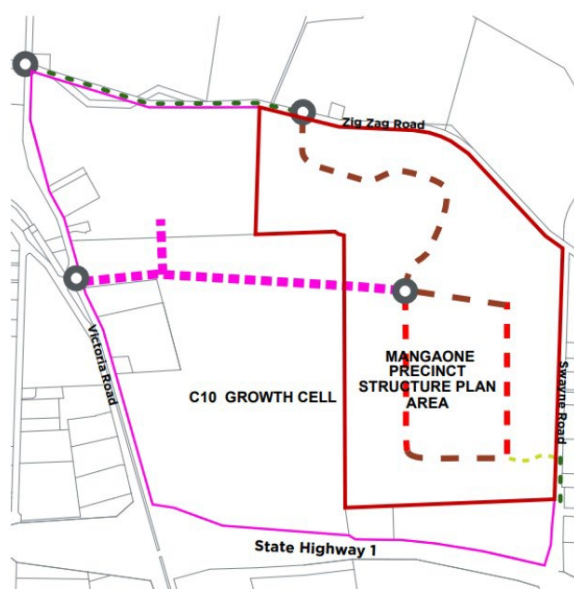 Zig Zag Road
MANGAONE
PRECINCT
STRUCTURE PLAN
AREA
C10 GROWTH CELL
Victoria Road
Swayne Road
State Highway 1